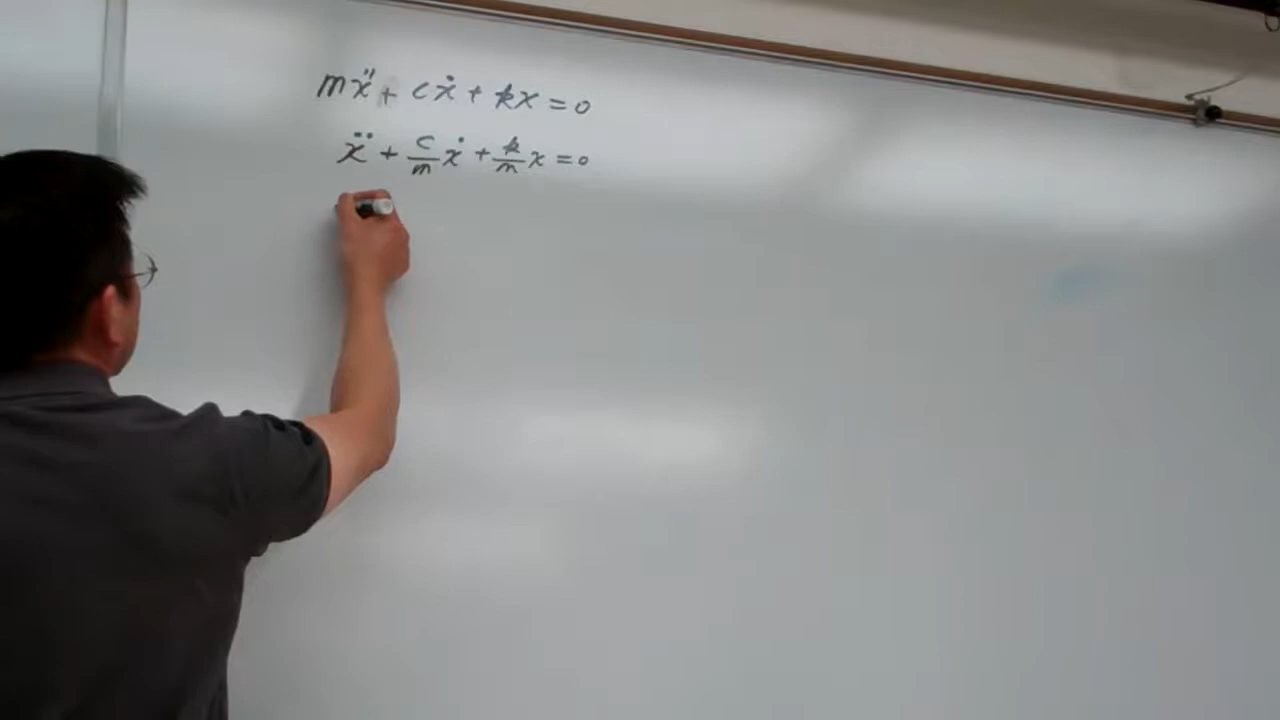 mẍ + cẋ + kx = 0
ẍ + c/m ẋ + k/m x = 0